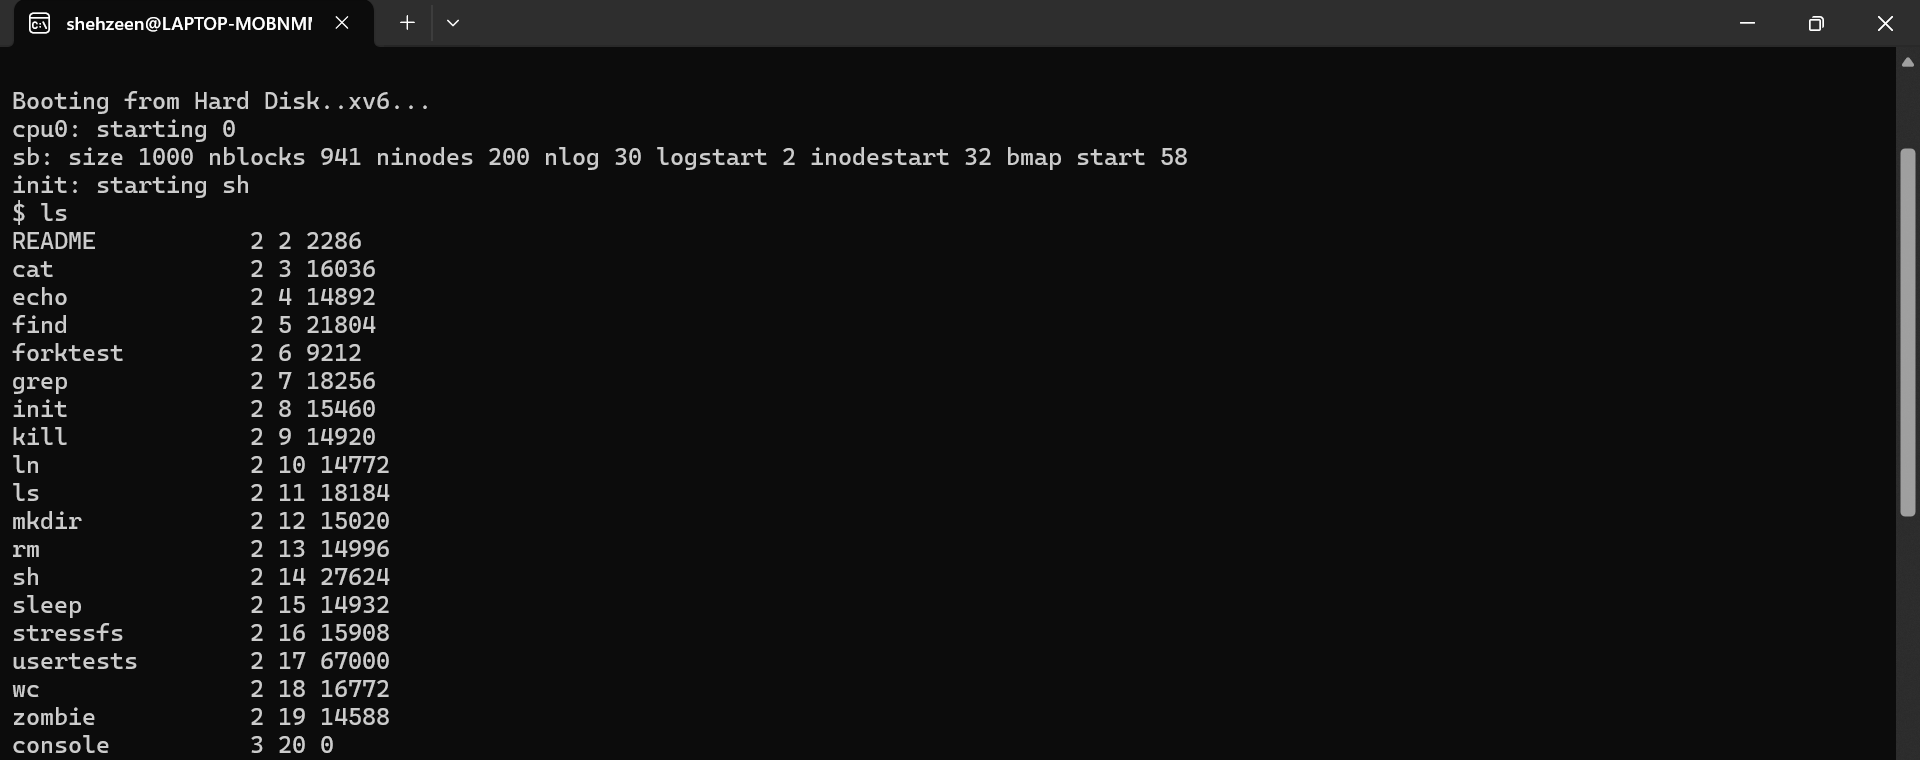 shehzeen@LAPTOP-MOBNM
Booting from Hard Disk..xv6...
cpu0: starting 0
sb: size 1000 nblocks 941 ninodes 200 nlog 30 logstart 2 inodestart 32 bmap start 58
init: starting sh
$ ls
README           2 2 2286
cat              2 3 16036
echo             2 4 14892
find             2 5 21804
forktest         2 6 9212
grep             2 7 18256
init             2 8 15460
kill             2 9 14920
ln               2 10 14772
ls               2 11 18184
mkdir            2 12 15020
rm               2 13 14996
sh               2 14 27624
sleep            2 15 14932
stressfs         2 16 15908
usertests        2 17 67000
wc               2 18 16772
zombie           2 19 14588
console          3 20 0